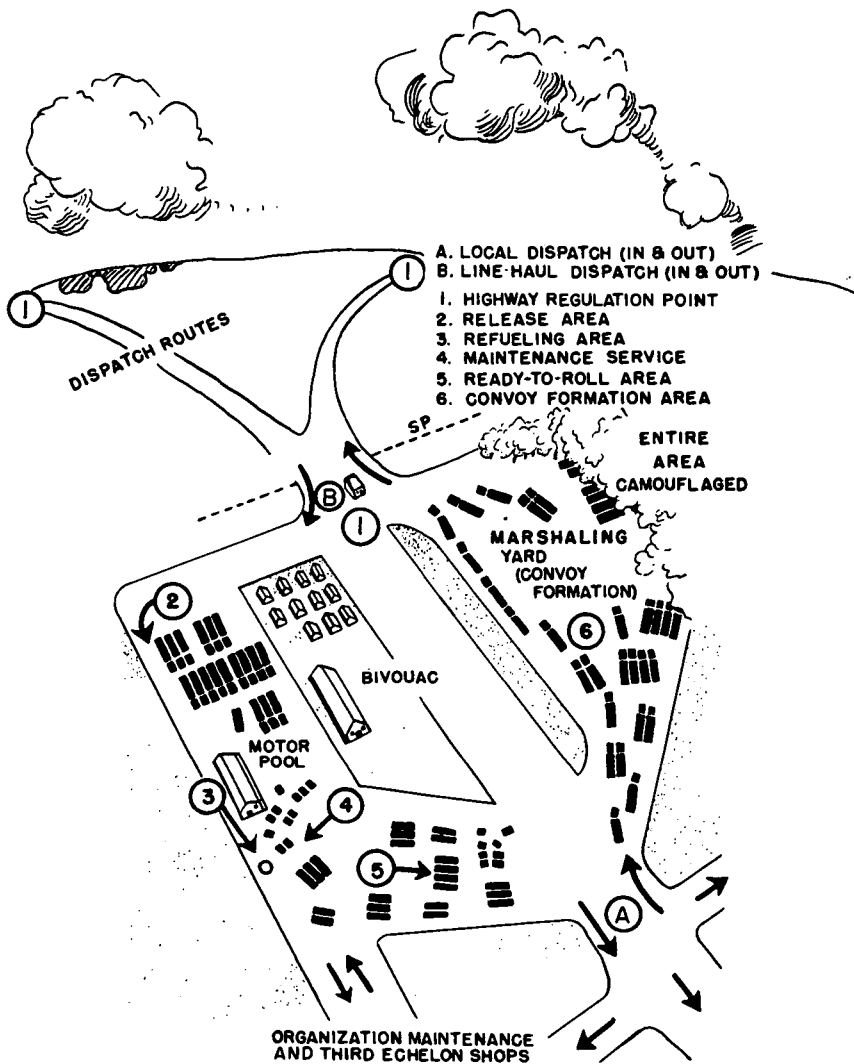 A. LOCAL DISPATCH (IN & OUT)
B. LINE-HAUL DISPATCH (IN & OUT)
1. HIGHWAY REGULATION POINT
2. RELEASE AREA
3. REFUELING AREA
4. MAINTENANCE SERVICE
5. READY-TO-ROLL AREA
6. CONVOY FORMATION AREA
1
1
DISPATCH ROUTES
SP
ENTIRE
AREA
CAMOUFLAGED
B
1
MARSHALING
YARD
(CONVOY
FORMATION)
2
6
BIVOUAC
MOTOR
POOL
3
4
5
A
ORGANIZATION MAINTENANCE
AND THIRD ECHELON SHOPS